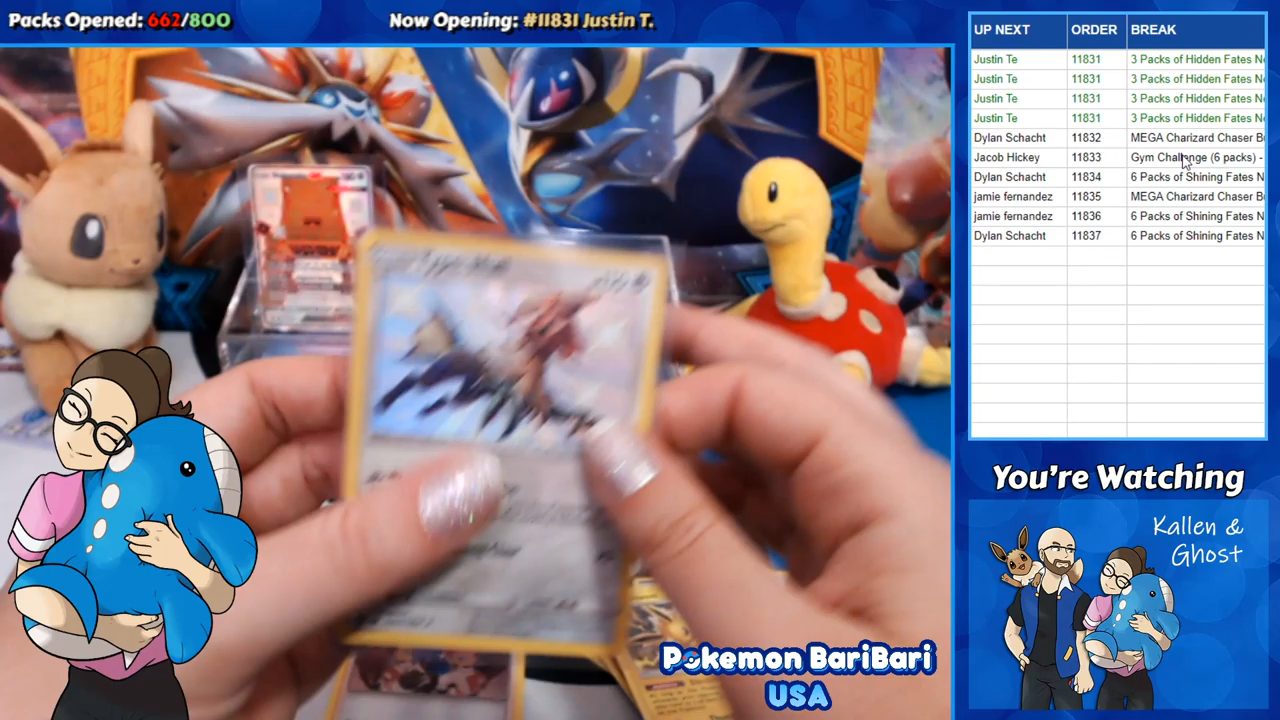 Packs Opened: 662/800
Now Opening: #11831 Justin T.
UP NEXT ORDER BREAK
Justin Te 11831 3 Packs of Hidden Fates Ne
Justin Te 11831 3 Packs of Hidden Fates Ne
Justin Te 11831 3 Packs of Hidden Fates Ne
Justin Te 11831 3 Packs of Hidden Fates Ne
Dylan Schacht 11832 MEGA Charizard Chaser B
Jacob Hickey 11833 Gym Challenge (6 packs) -
Dylan Schacht 11834 6 Packs of Shining Fates N
jamie fernandez 11835 MEGA Charizard Chaser B
jamie fernandez 11836 6 Packs of Shining Fates N
Dylan Schacht 11837 6 Packs of Shining Fates N
You're Watching
Kallen &
Ghost
Pokemon BariBari
USA